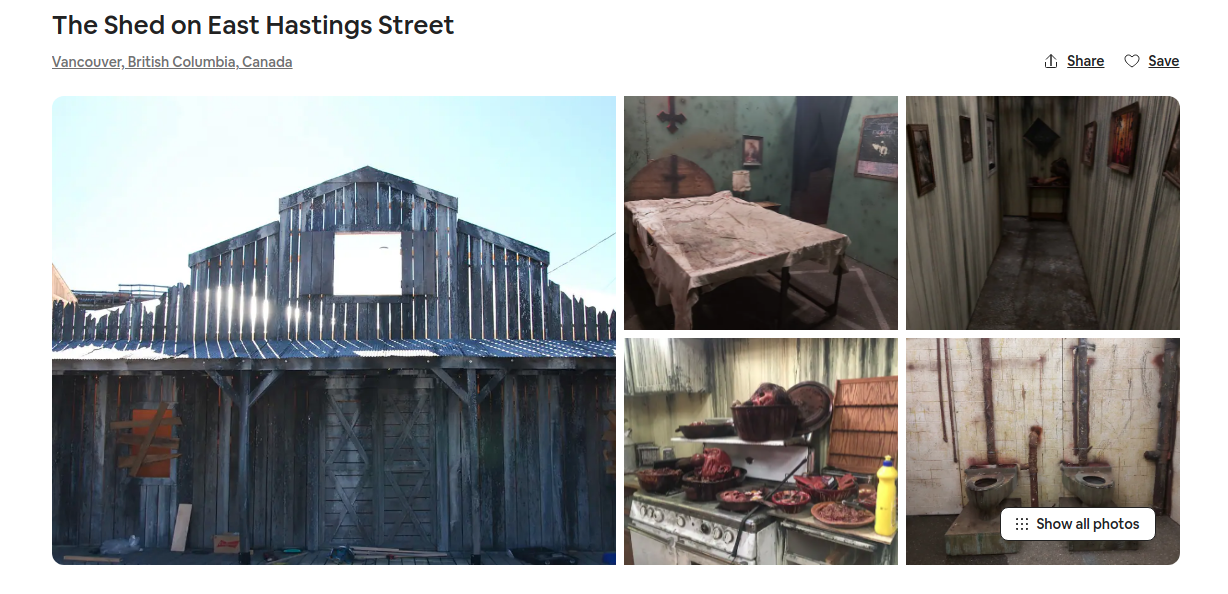 The Shed on East Hastings Street
Vancouver, British Columbia, Canada
Share
Save
Show all photos